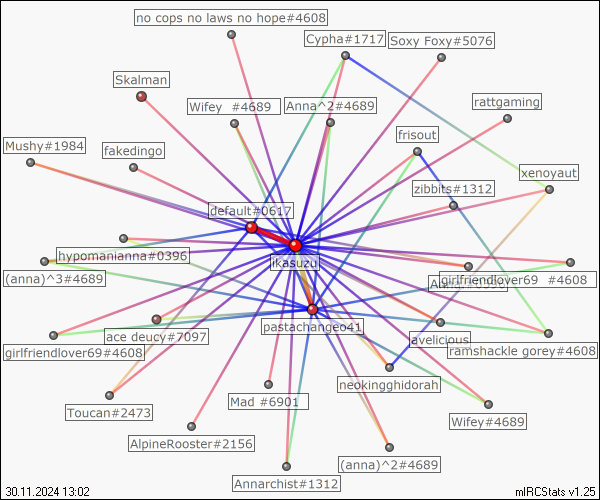 no cops no laws no hope#4608
Cypha#1717
Soxy Foxy#5076
Skalman
Wifey  #4689
Anna^2#4689
rattgaming
frisout
Mushy#1984
fakedingo
xenoyaut
zibbits#1312
default#0617
hypomanianna#0396
ikasuzu
(anna)^3#4689
girlfriendlover69  #4608
pastachangeo41
ace deucy#7097
avelicious
girlfriendlover69#4608
ramshackle gorey#4608
neokingghidorah
Toucan#2473
Mad #6901
Wifey#4689
AlpineRooster#2156
(anna)^2#4689
Annarchist#1312
30.11.2024 13:02
mIRCStats v1.25